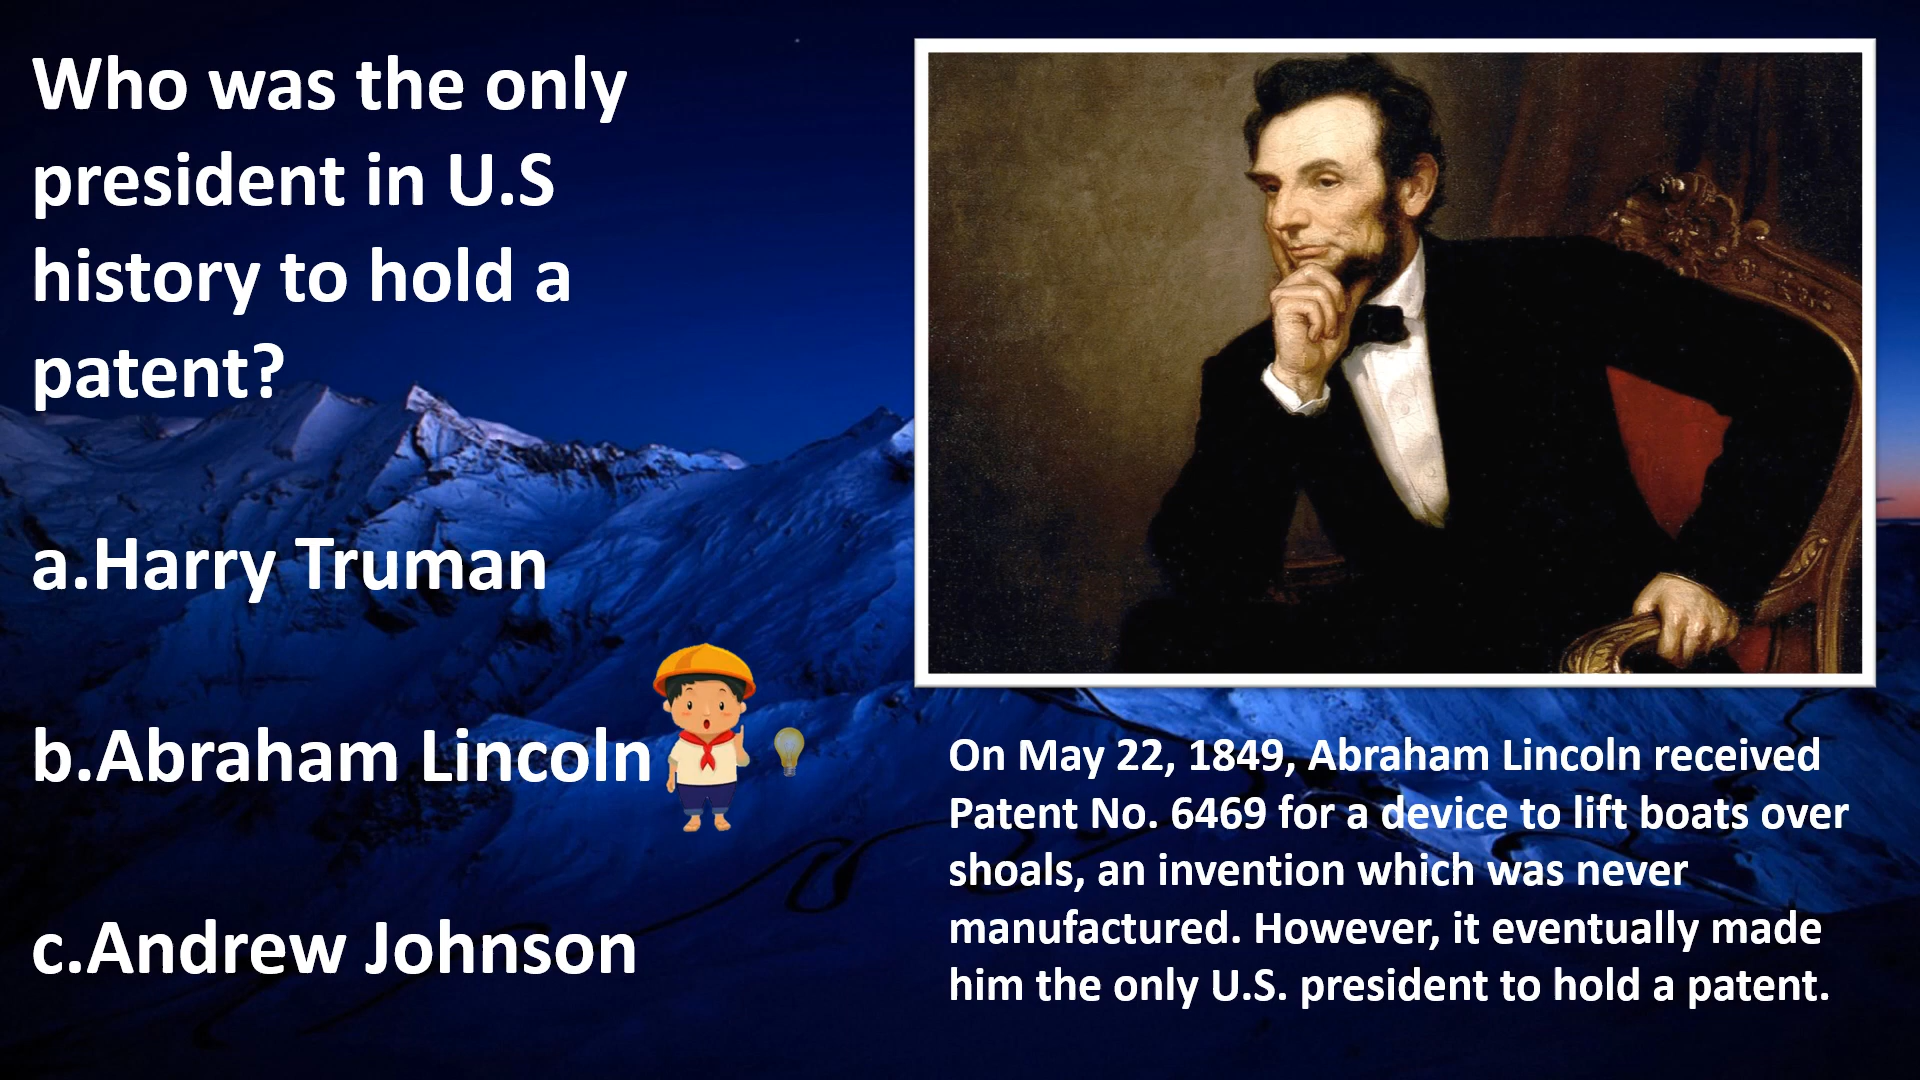 Who was the only
president in U.S
history to hold a
patent?
a.Harry Truman
b.Abraham Lincoln
c.Andrew Johnson
On May 22, 1849, Abraham Lincoln received
Patent No. 6469 for a device to lift boats over
shoals, an invention which was never
manufactured. However, it eventually made
him the only U.S. president to hold a patent.